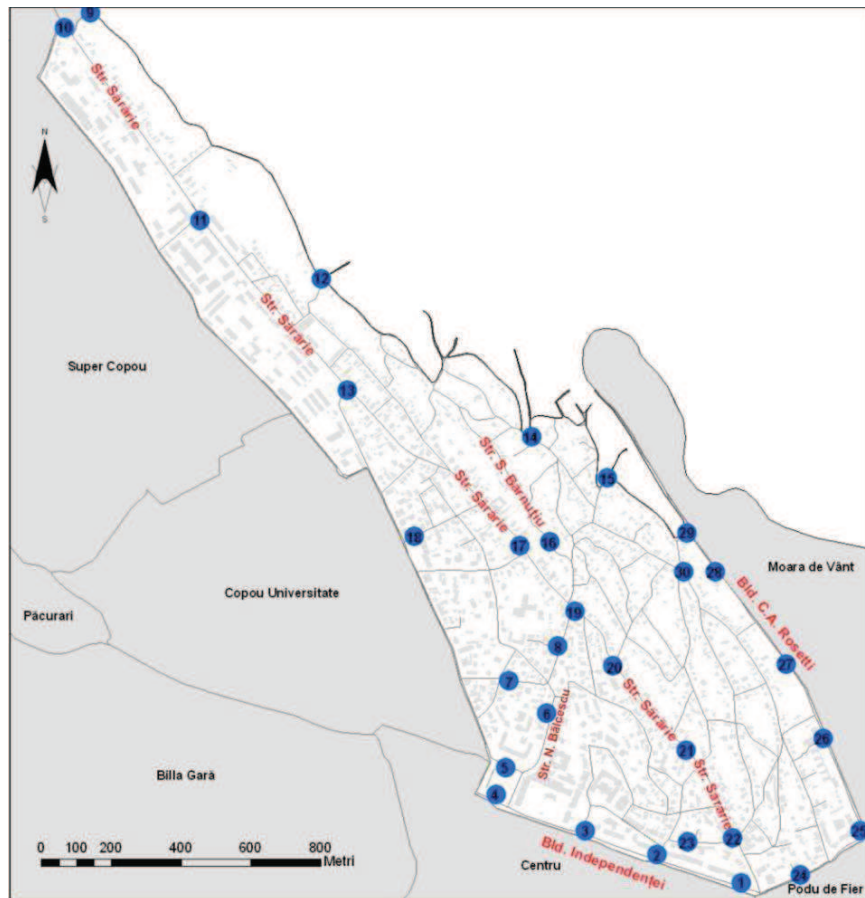 9
10
Str. Sărărie
N
S
11
12
Str. Sărărie
Super Copou
13
14
Str. S. Bărnuțiu
15
Str. Sărărie
18
17
16
29
Moara de Vânt
30
28
Copou Universitate
Bld. C.A. Rosetti
Păcurari
19
8
20
27
7
Str. Sărărie
6
Str. N. Bălcescu
26
21
5
Str. Sărărie
Billa Gară
4
3
22
25
23
0 100 200 400 600 800
Metri
Bld. Independenței
2
Centru
24
1
Podu de Fier